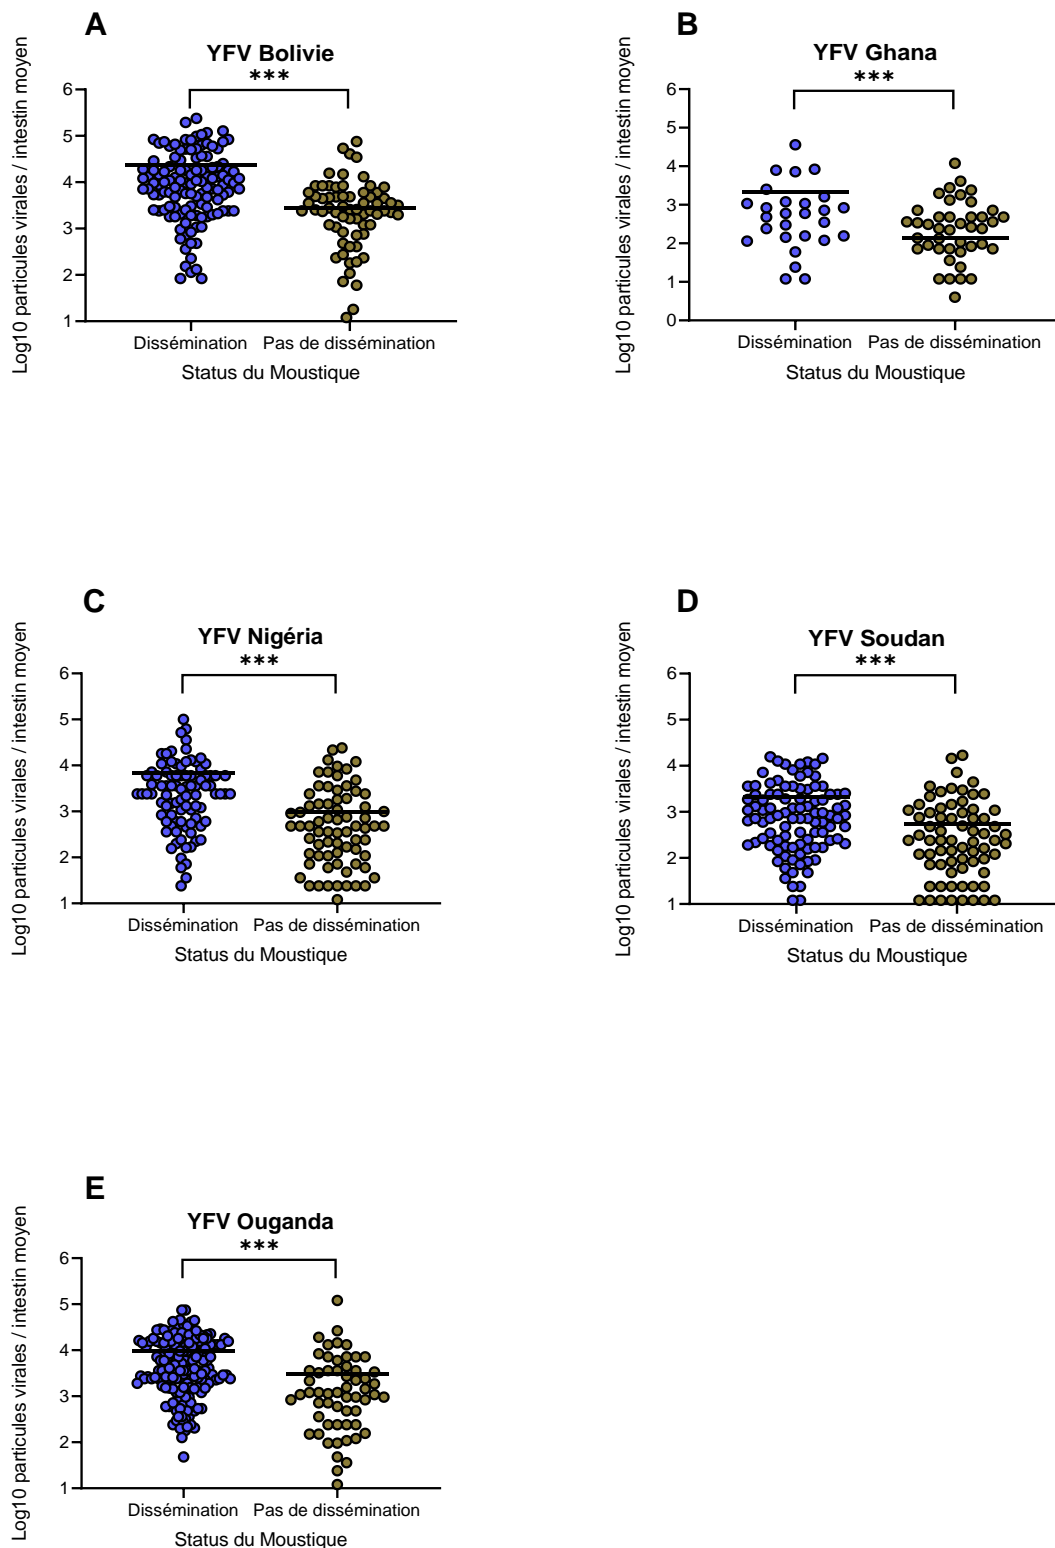 A
YFV Bolivie
***
Log10 particules virales / intestin moyen
6
5
4
3
2
1
Dissémination
Pas de dissémination
Status du Moustique
B
YFV Ghana
***
Log10 particules virales / intestin moyen
6
5
4
3
2
1
0
Dissémination
Pas de dissémination
Status du Moustique
C
YFV Nigéria
***
Log10 particules virales / intestin moyen
6
5
4
3
2
1
Dissémination
Pas de dissémination
Status du Moustique
D
YFV Soudan
***
Log10 particules virales / intestin moyen
6
5
4
3
2
1
Dissémination
Pas de dissémination
Status du Moustique
E
YFV Ouganda
***
Log10 particules virales / intestin moyen
6
5
4
3
2
1
Dissémination
Pas de dissémination
Status du Moustique